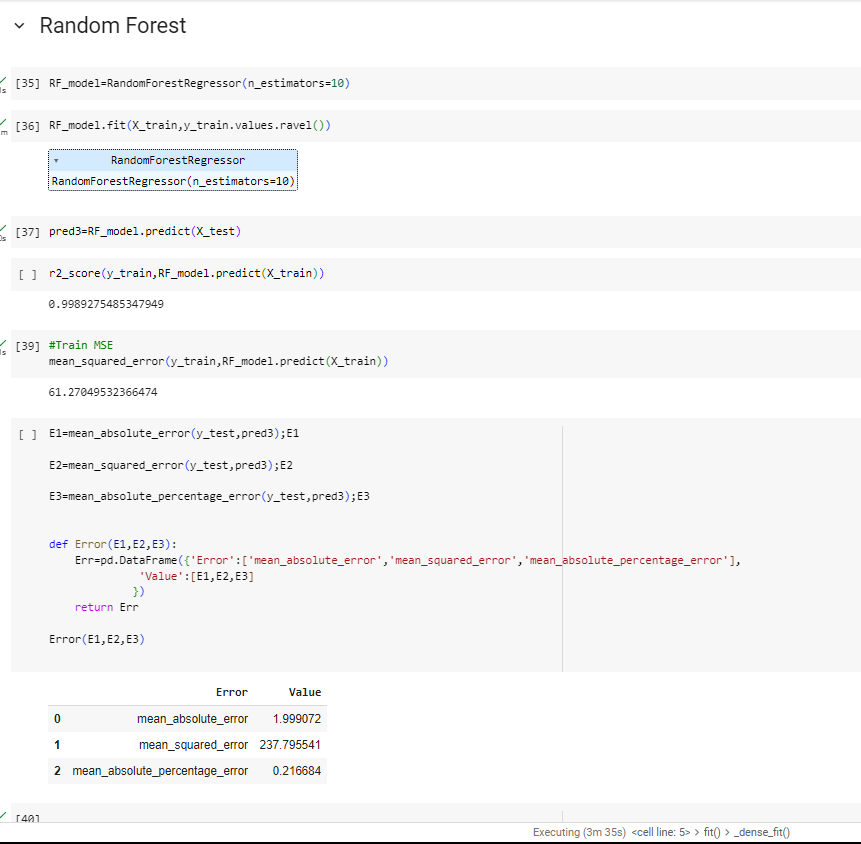 Random Forest
[35] RF_model=RandomForestRegressor(n_estimators=10)
[36] RF_model.fit(X_train,y_train.values.ravel())
RandomForestRegressor
RandomForestRegressor(n_estimators=10)
[37] pred3=RF_model.predict(X_test)
[ ] r2_score(y_train,RF_model.predict(X_train))
0.9989275485347949
[39] #Train MSE
mean_squared_error(y_train,RF_model.predict(X_train))
61.27049532366474
[ ] E1=mean_absolute_error(y_test,pred3);E1
E2=mean_squared_error(y_test,pred3);E2
E3=mean_absolute_percentage_error(y_test,pred3);E3
def Error(E1,E2,E3):
Err=pd.DataFrame({'Error':['mean_absolute_error','mean_squared_error','mean_absolute_percentage_error'],
'Value':[E1,E2,E3]
})
return Err
Error(E1,E2,E3)
Error Value
0 mean_absolute_error 1.999072
1 mean_squared_error 237.795541
2 mean_absolute_percentage_error 0.216684
[40]
Executing (3m 35s) <cell line: 5> > fit() > _dense_fit()